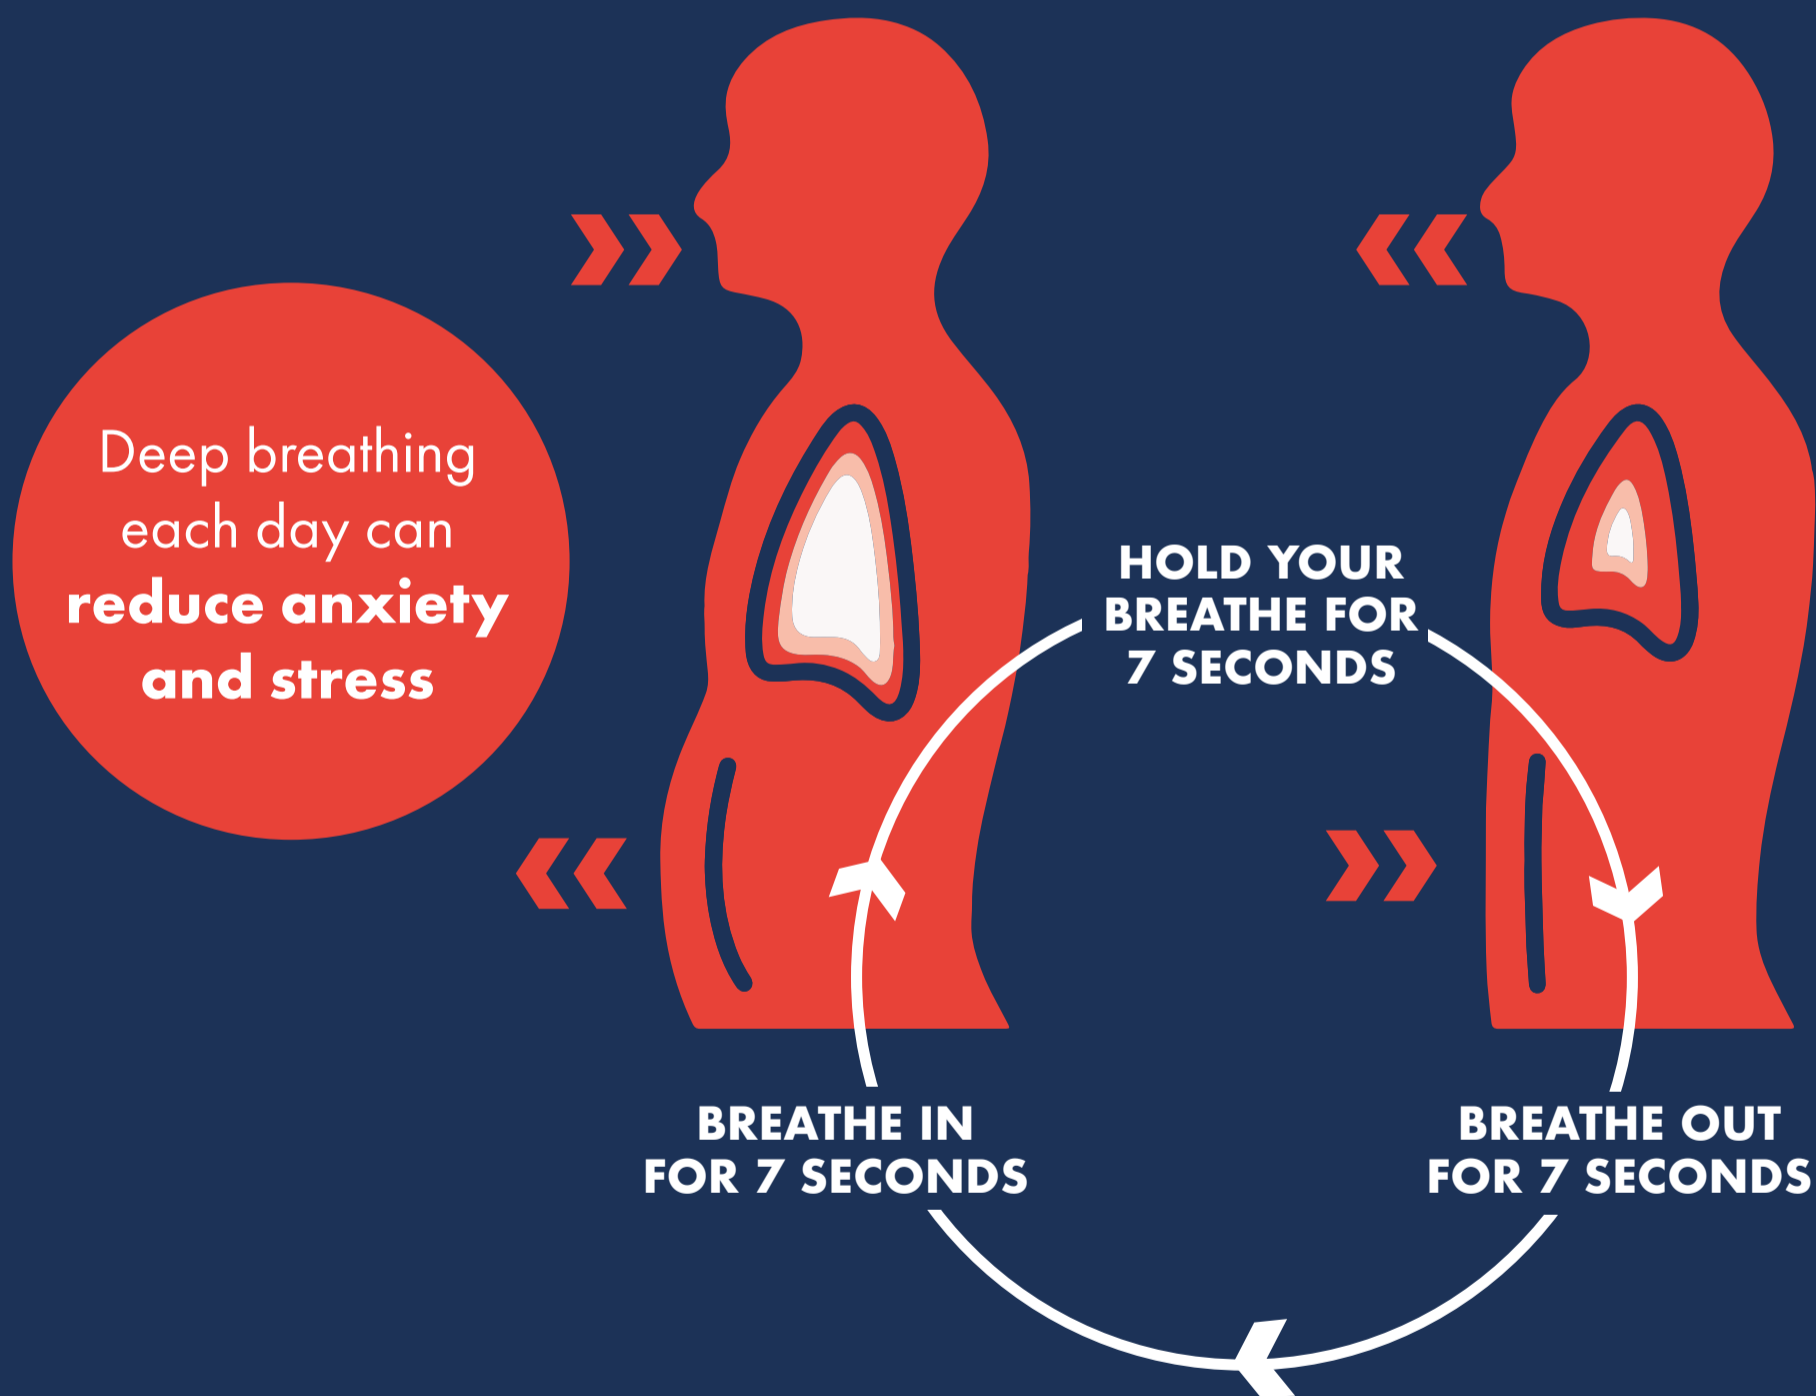 Deep breathing
each day can
reduce anxiety
and stress
HOLD YOUR
BREATHE FOR
7 SECONDS
BREATHE IN
FOR 7 SECONDS
BREATHE OUT
FOR 7 SECONDS